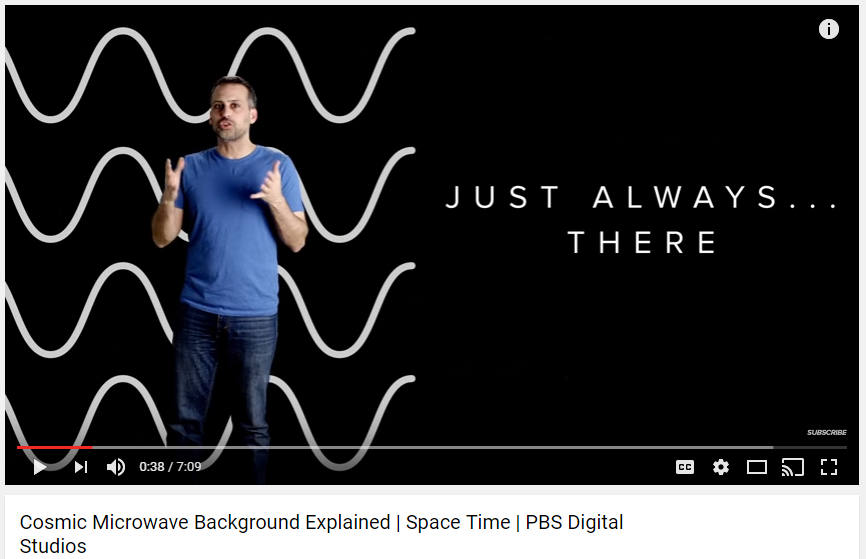 JUST ALWAYS...
THERE
SUBSCRIBE
0:38 / 7:09
CC
Cosmic Microwave Background Explained | Space Time | PBS Digital
Studios